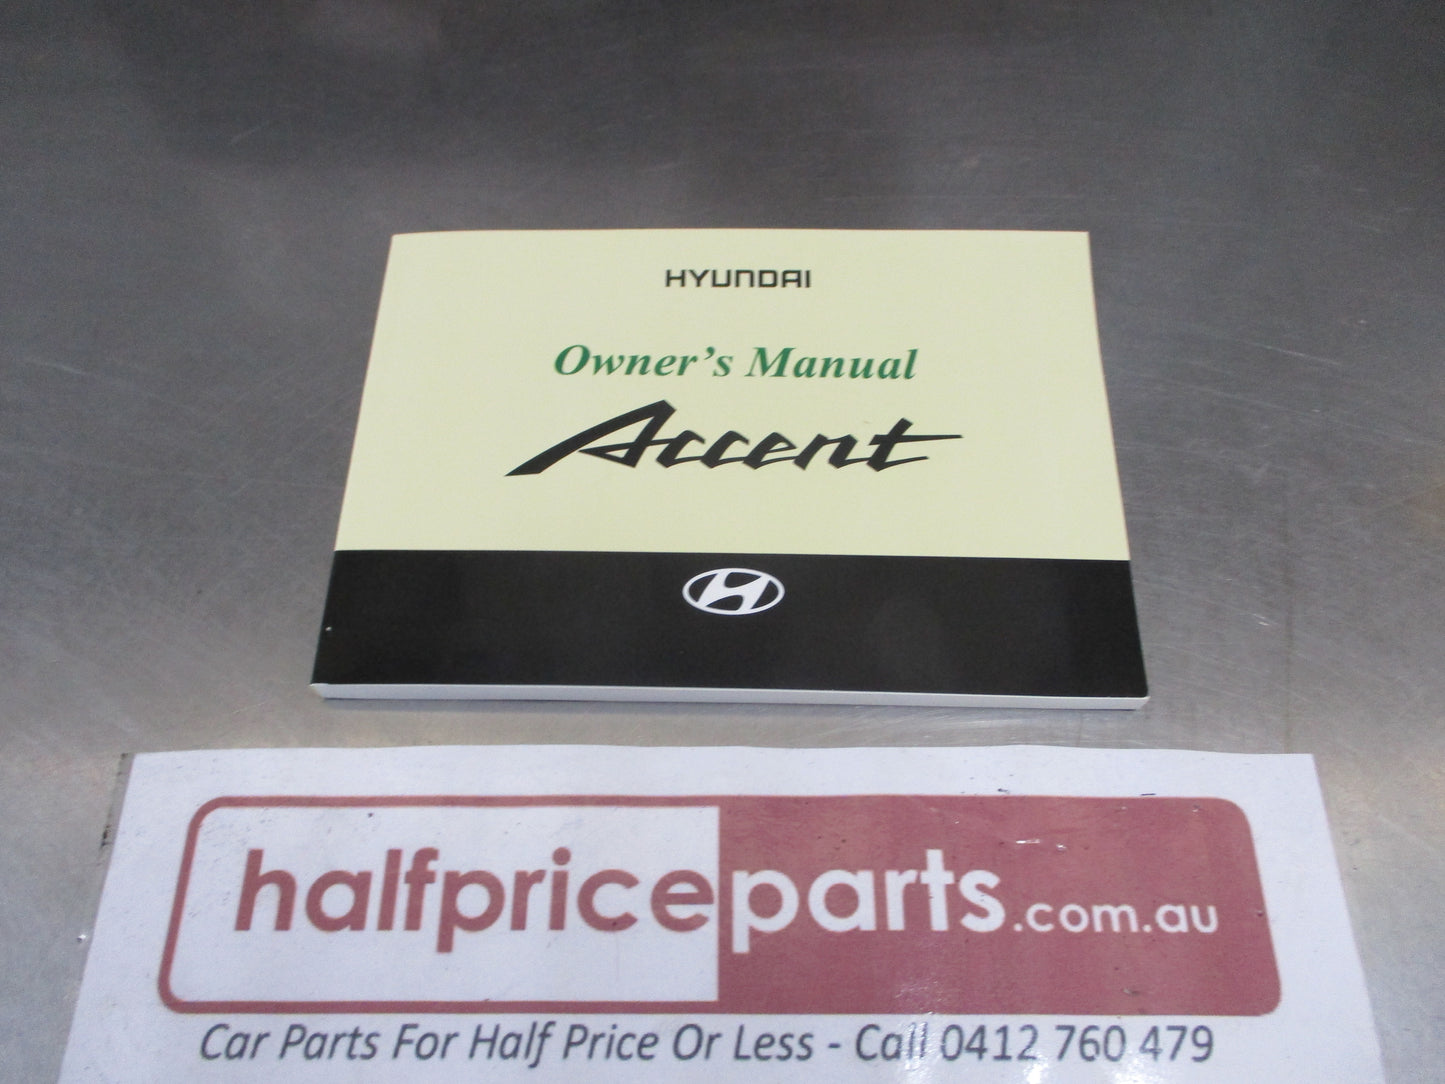 HYUNDAI
Owner's Manual
Accent
halfpriceparts.com.au
Car Parts For Half Price Or Less - Call 0412 760 479